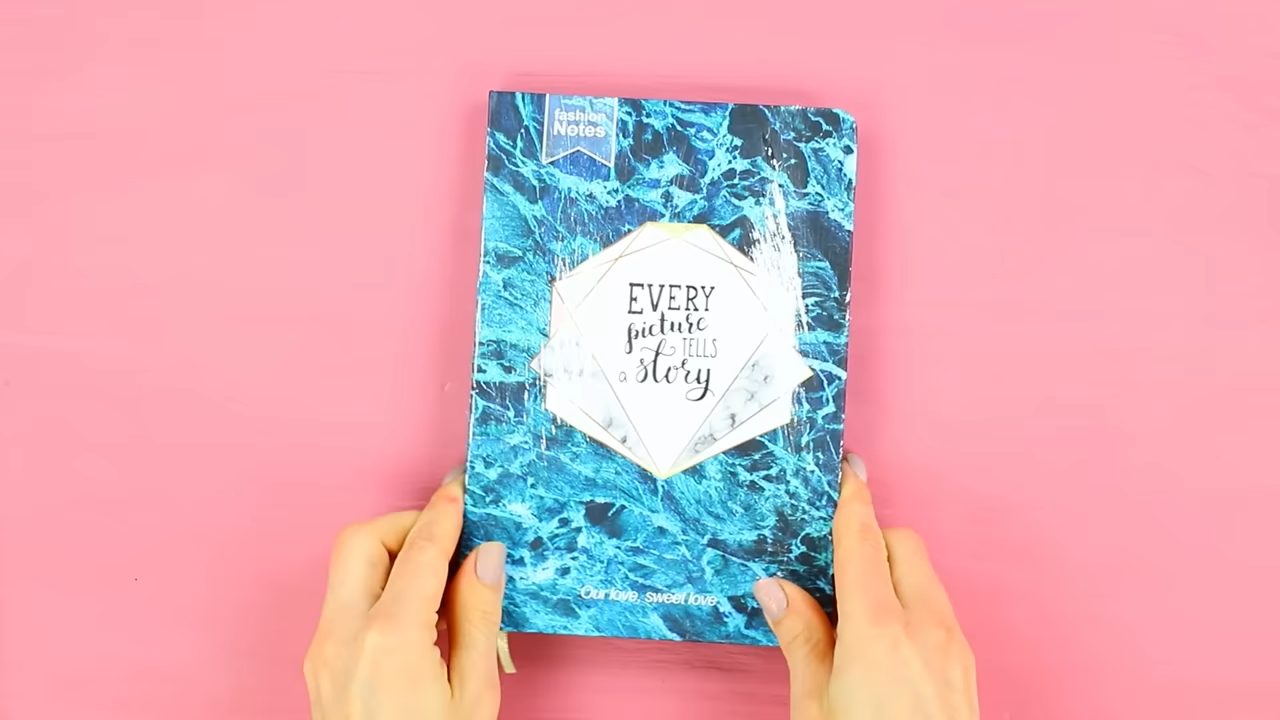 fashion
Notes
EVERY
picture
TELLS
a story
Our love, sweet love